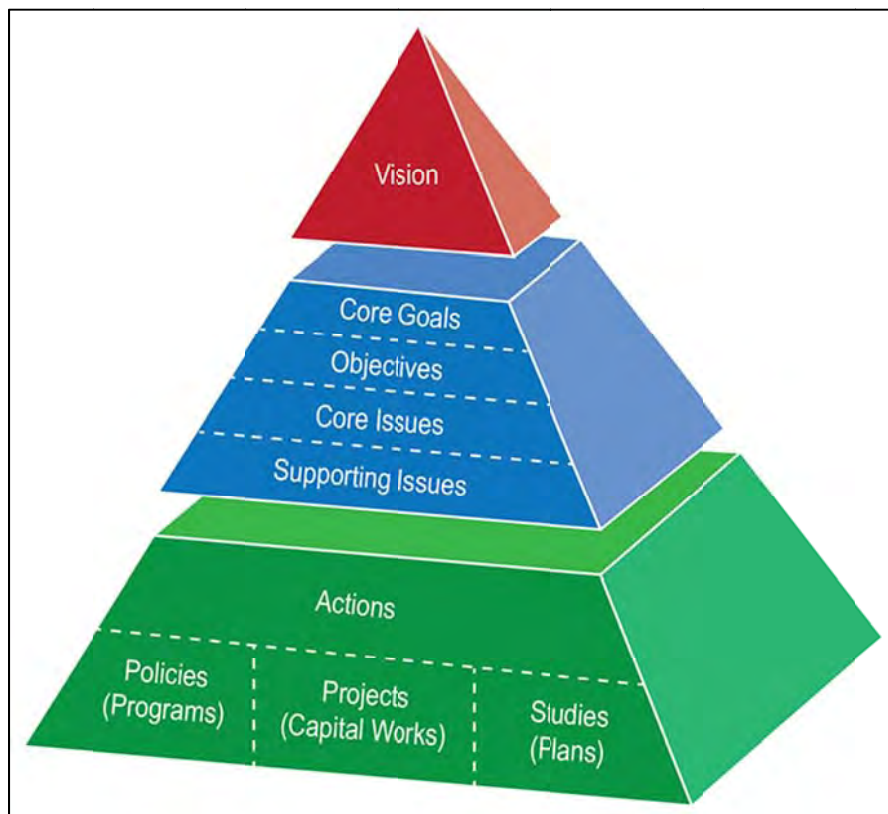 Vision
Core Goals
Objectives
Core Issues
Supporting Issues
Actions
Policies
(Programs)
Projects
(Capital Works)
Studies
(Plans)